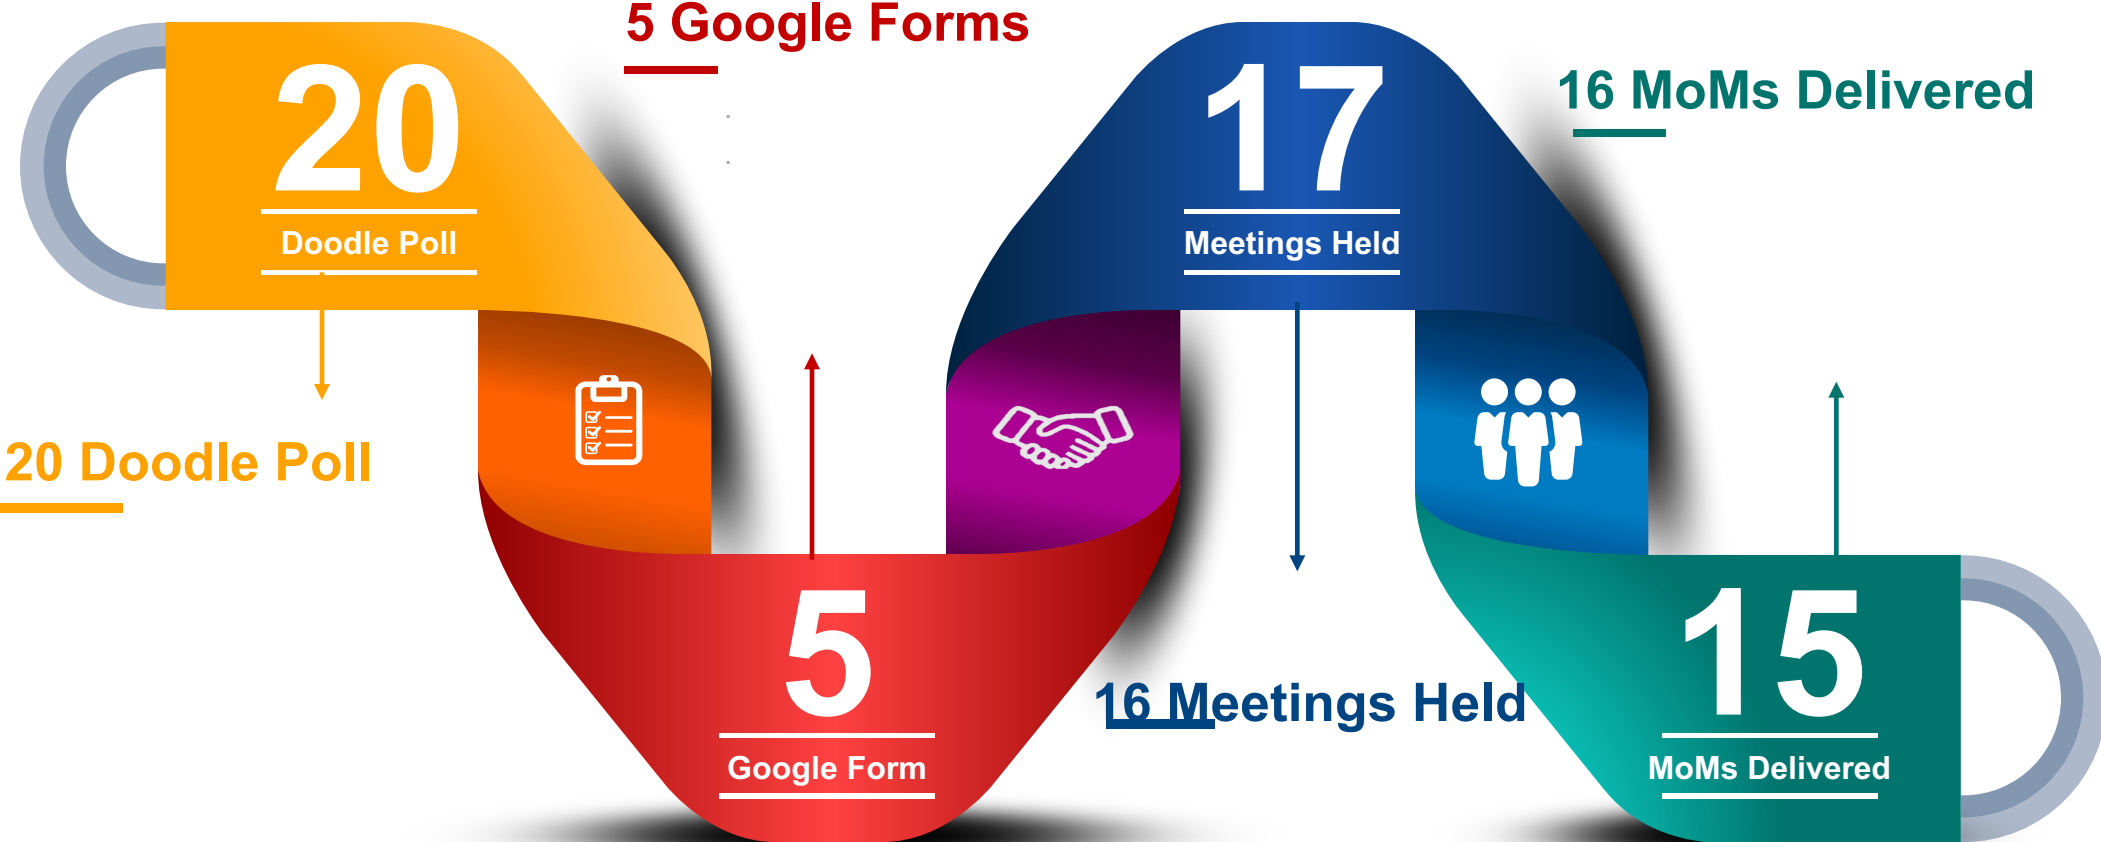 5 Google Forms
20
Doodle Poll
17
Meetings Held
16 MoMs Delivered
20 Doodle Poll
5
Google Form
16 Meetings Held
15
MoMs Delivered